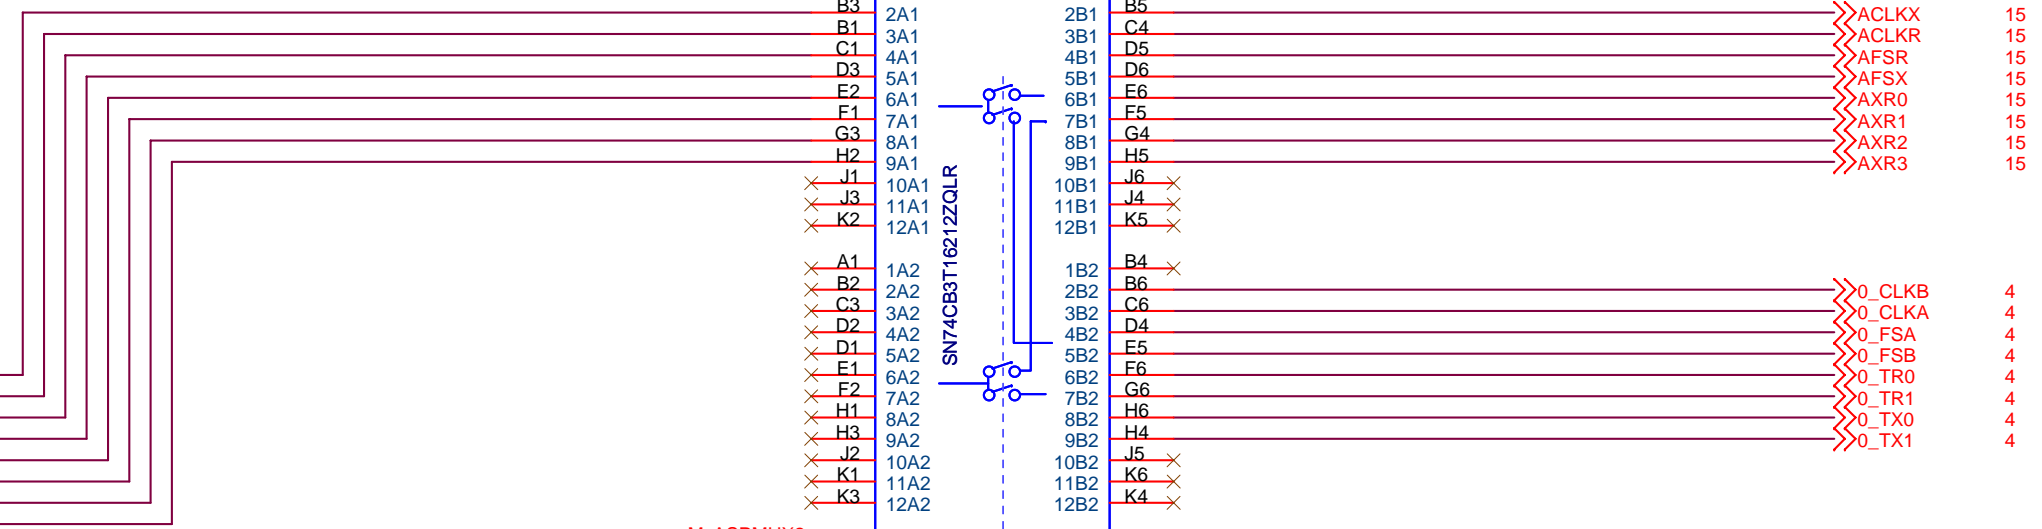 B3 2A1 2B1 B5 ACLKX 15
B1 3A1 3B1 C4 ACLKR 15
C1 4A1 4B1 D5 AFSR 15
D3 5A1 5B1 D6 AFSX 15
E2 6A1 6B1 E6 AXR0 15
F1 7A1 7B1 F5 AXR1 15
G3 8A1 8B1 G4 AXR2 15
H2 9A1 9B1 H5 AXR3 15
J1 10A1 10B1 J6
J3 11A1 11B1 J4
K2 12A1 12B1 K5
SN74CB3T16212ZQLR
A1 1A2 1B2 B4
B2 2A2 2B2 B6 0_CLKB 4
C3 3A2 3B2 C6 0_CLKA 4
D2 4A2 4B2 D4 0_FSA 4
D1 5A2 5B2 E5 0_FSB 4
E1 6A2 6B2 F6 0_TR0 4
F2 7A2 7B2 G6 0_TR1 4
H1 8A2 8B2 H6 0_TX0 4
H3 9A2 9B2 H4 0_TX1 4
J2 10A2 10B2 J5
K1 11A2 11B2 K6
K3 12A2 12B2 K4